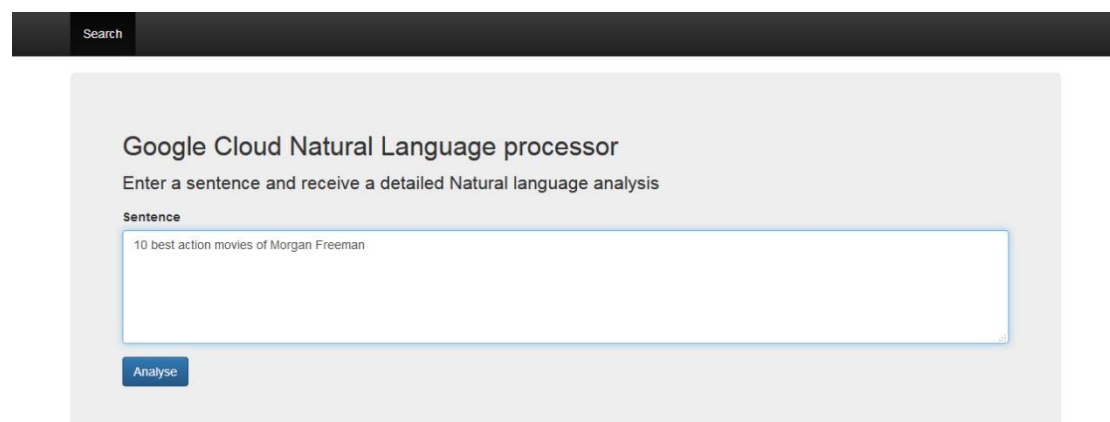 Search
Google Cloud Natural Language processor
Enter a sentence and receive a detailed Natural language analysis
Sentence
10 best action movies of Morgan Freeman
Analyse